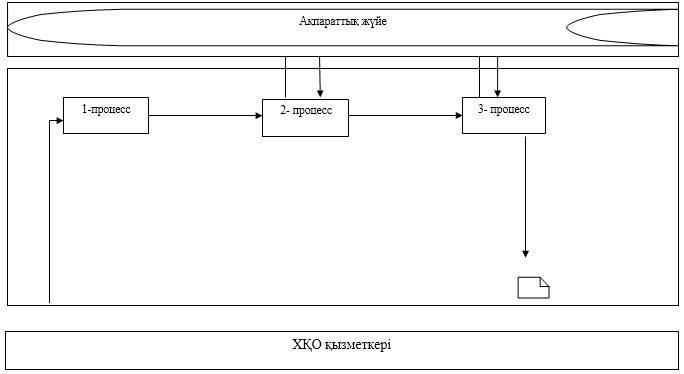 Ақпараттық жүйе
1-процесс
2- процесс
3- процесс
ХҚО қызметкері